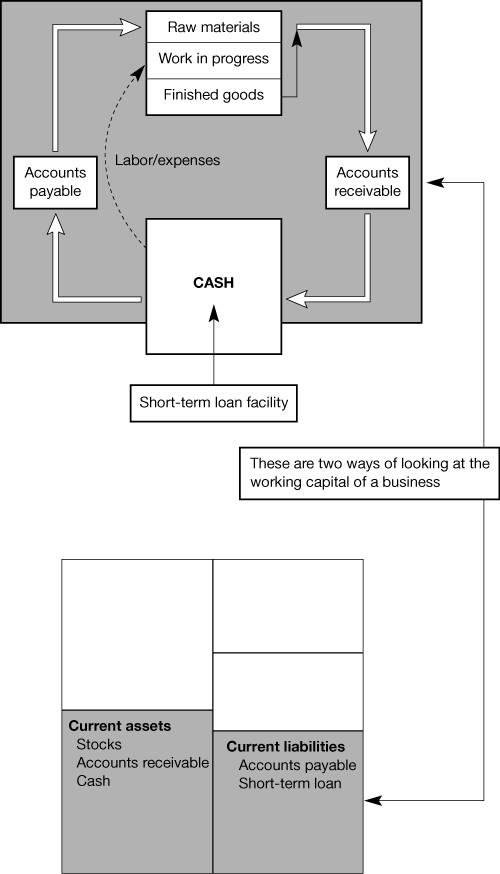 Raw materials
Work in progress
Finished goods
Labor/expenses
Accounts
payable
Accounts
receivable
CASH
Short-term loan facility
These are two ways of looking at the
working capital of a business
Current assets
Stocks
Accounts receivable
Cash
Current liabilities
Accounts payable
Short-term loan